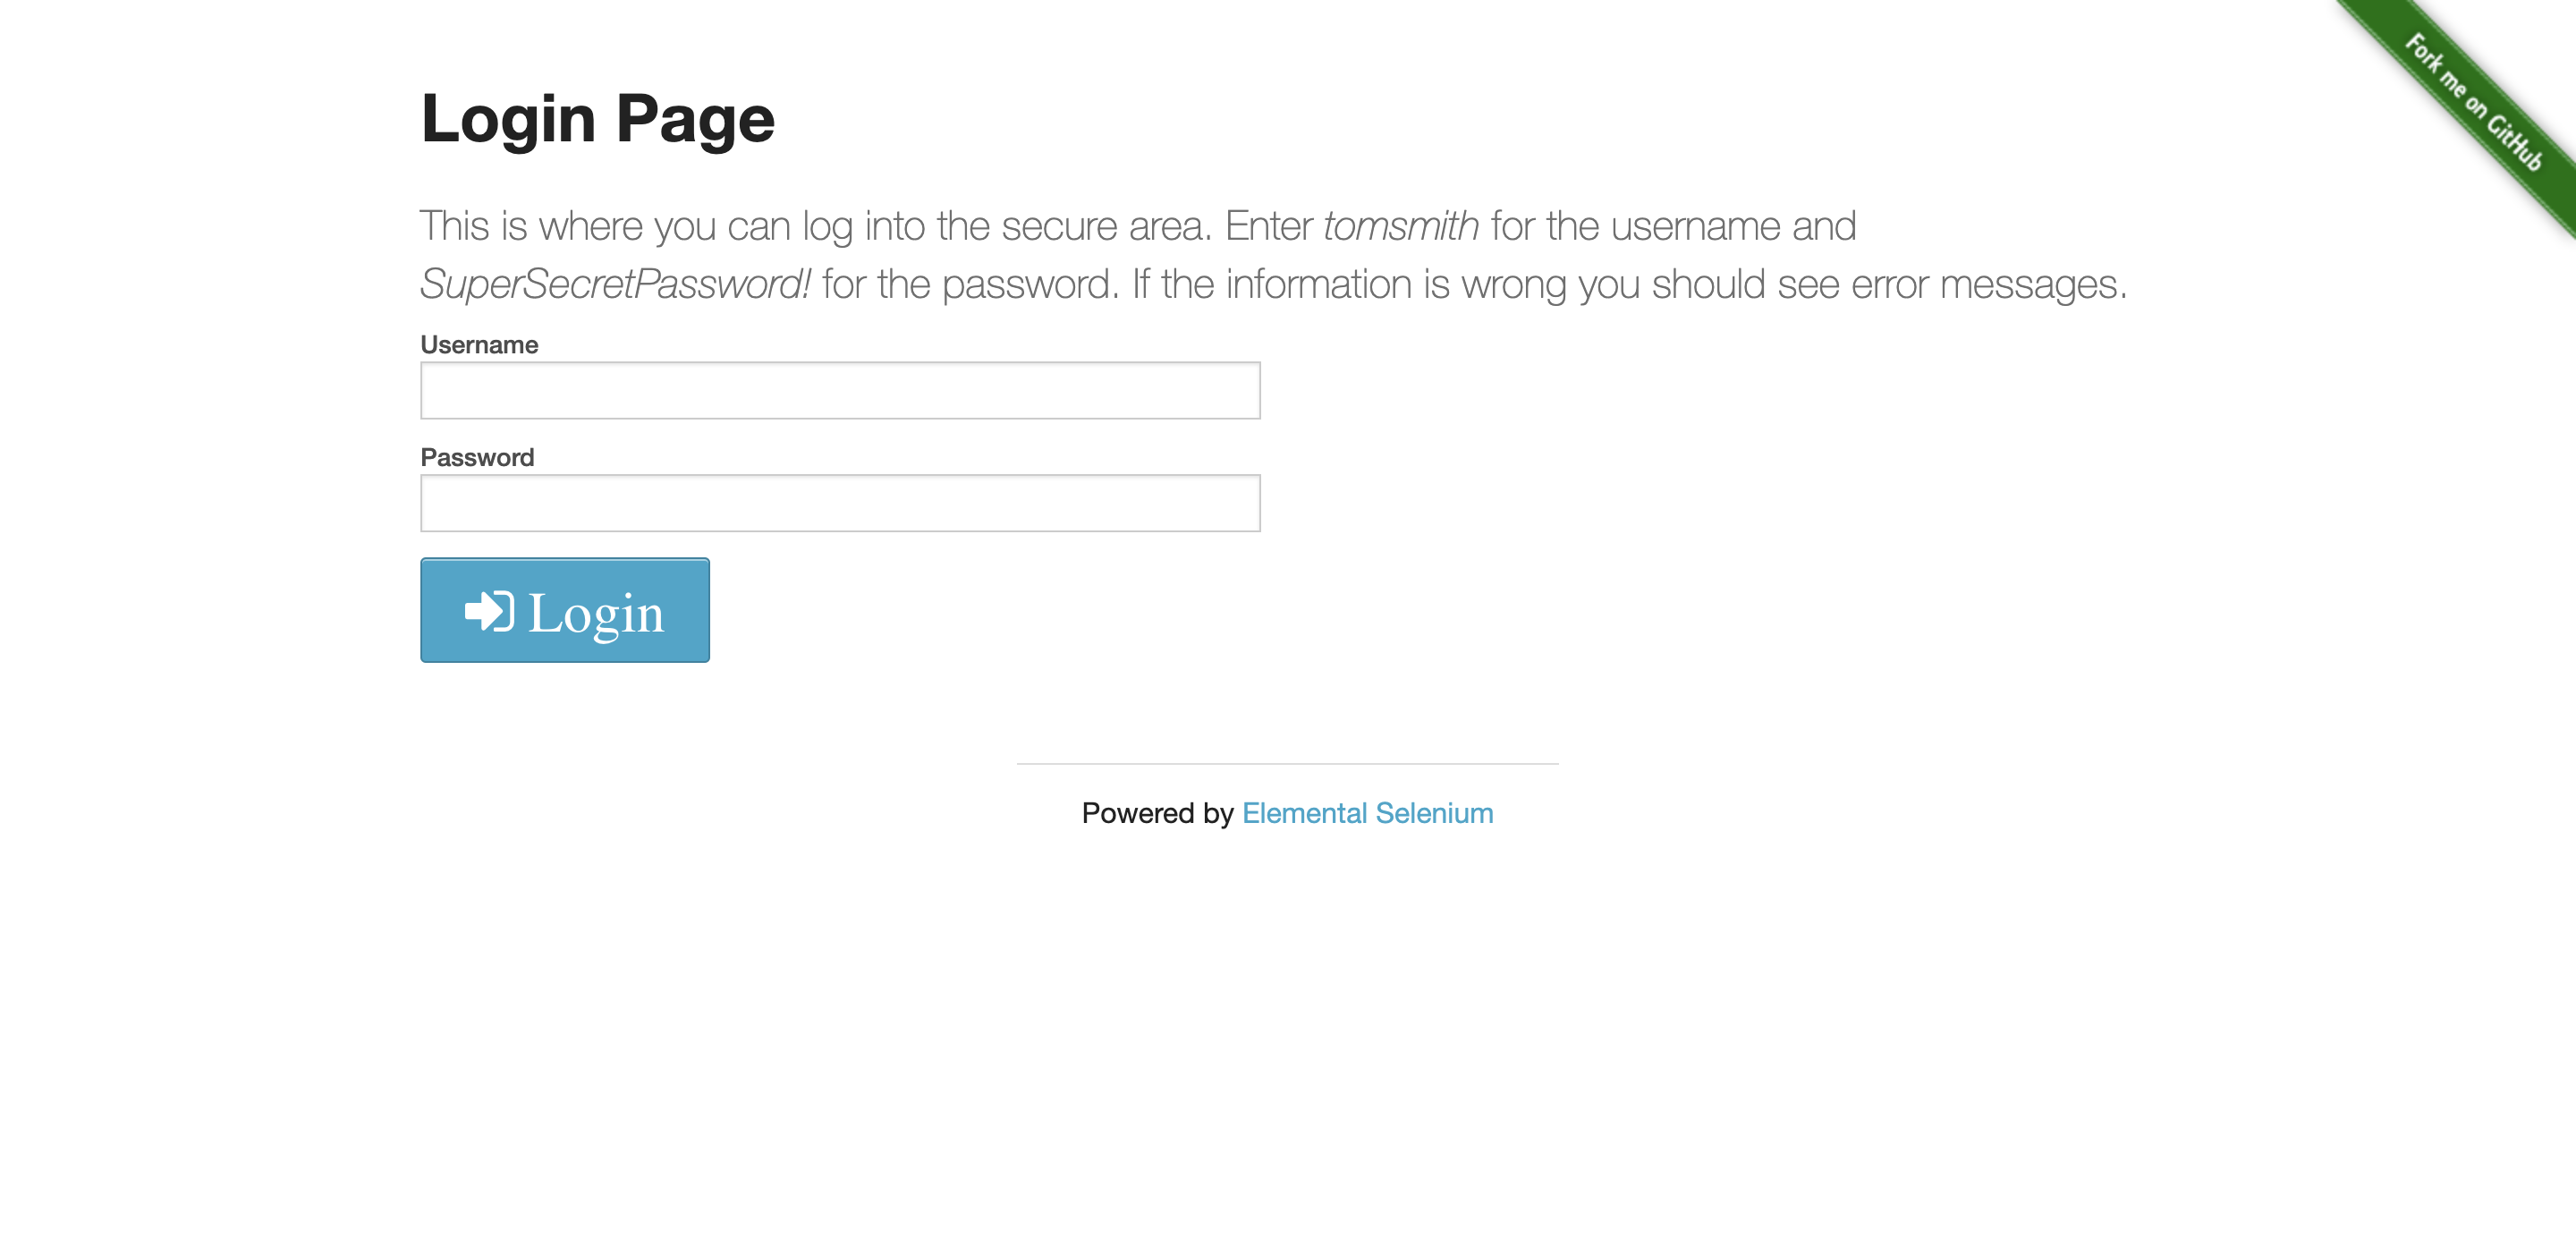 Fork me on GitHub
Login Page
This is where you can log into the secure area. Enter tomsmith for the username and
SuperSecretPassword! for the password. If the information is wrong you should see error messages.
Username
Password
Login
Powered by Elemental Selenium